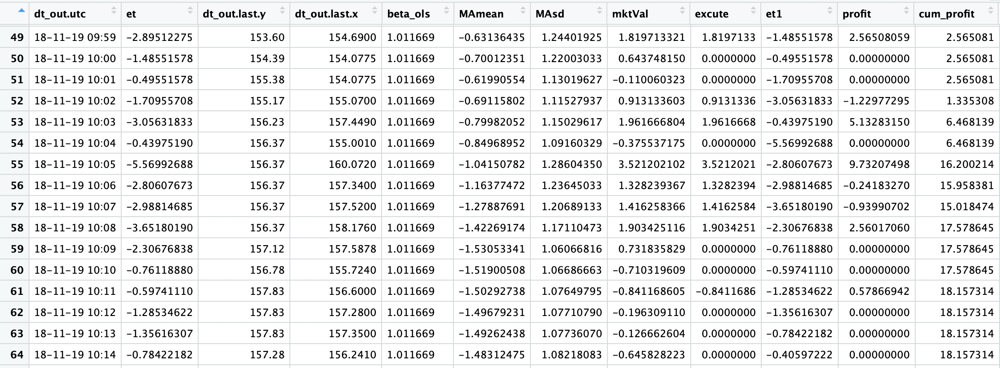 dt_out.utc et dt_out.last.y dt_out.last.x beta_ols MAmean MAsd mktVal excute et1 profit cum_profit
49 18-11-19 09:59 -2.89512275 153.60 154.6900 1.011669 -0.63136435 1.24401925 1.819713321 1.8197133 -1.48551578 2.56508059 2.565081
50 18-11-19 10:00 -1.48551578 154.39 154.0775 1.011669 -0.70012351 1.22003033 0.643748150 0.0000000 -0.49551578 0.00000000 2.565081
51 18-11-19 10:01 -0.49551578 155.38 154.0775 1.011669 -0.61990554 1.13019627 -0.110060323 0.0000000 -1.70955708 0.00000000 2.565081
52 18-11-19 10:02 -1.70955708 155.17 155.0700 1.011669 -0.69115802 1.11527937 0.913133603 0.9131336 -3.05631833 -1.22977295 1.335308
53 18-11-19 10:03 -3.05631833 156.23 157.4490 1.011669 -0.79982052 1.15029617 1.961666804 1.9616668 -0.43975190 5.13283150 6.468139
54 18-11-19 10:04 -0.43975190 156.37 155.0010 1.011669 -0.84968952 1.09160329 -0.375537175 0.0000000 -5.56992688 0.00000000 6.468139
55 18-11-19 10:05 -5.56992688 156.37 160.0720 1.011669 -1.04150782 1.28604350 3.521202102 3.5212021 -2.80607673 9.73207498 16.200214
56 18-11-19 10:06 -2.80607673 156.37 157.3400 1.011669 -1.16377472 1.23645033 1.328239367 1.3282394 -2.98814685 -0.24183270 15.958381
57 18-11-19 10:07 -2.98814685 156.37 157.5200 1.011669 -1.27887691 1.20689133 1.416258366 1.4162584 -3.65180190 -0.93990702 15.018474
58 18-11-19 10:08 -3.65180190 156.37 158.1760 1.011669 -1.42269174 1.17110473 1.903425116 1.9034251 -2.30676838 2.56017060 17.578645
59 18-11-19 10:09 -2.30676838 157.12 157.5878 1.011669 -1.53053341 1.06066816 0.731835829 0.0000000 -0.76118880 0.00000000 17.578645
60 18-11-19 10:10 -0.76118880 156.78 155.7240 1.011669 -1.51900508 1.06686663 -0.710319609 0.0000000 -0.59741110 0.00000000 17.578645
61 18-11-19 10:11 -0.59741110 157.83 156.6000 1.011669 -1.50292738 1.07649795 -0.841168605 -0.8411686 -1.28534622 0.57866942 18.157314
62 18-11-19 10:12 -1.28534622 157.83 157.2800 1.011669 -1.49679231 1.07710790 -0.196309110 0.0000000 -1.35616307 0.00000000 18.157314
63 18-11-19 10:13 -1.35616307 157.83 157.3500 1.011669 -1.49262438 1.07736070 -0.126662604 0.0000000 -0.78422182 0.00000000 18.157314
64 18-11-19 10:14 -0.78422182 157.28 156.2410 1.011669 -1.48312475 1.08218083 -0.645828223 0.0000000 -0.40597222 0.00000000 18.157314